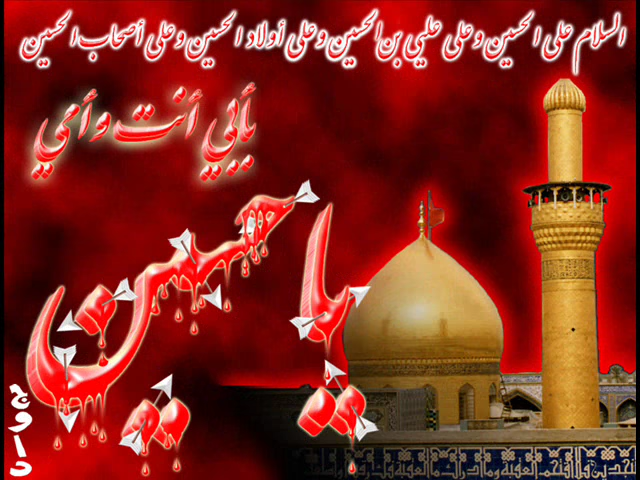 السلام على الحسين وعلى علي بن الحسين وعلى أولاد الحسين وعلى أصحاب الحسين
بأبي أنت وأمي
يا حسين